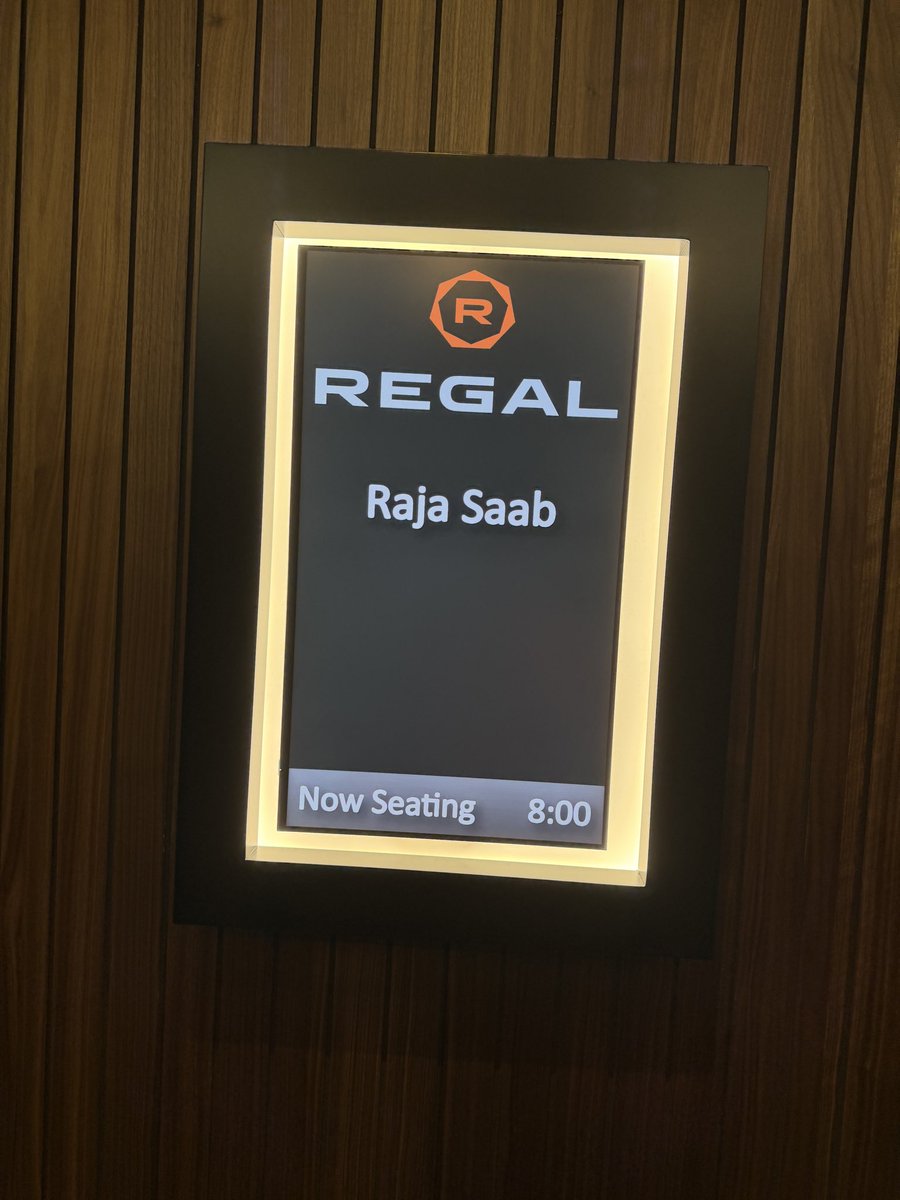 R
REGAL
Raja Saab
Now Seating 8:00